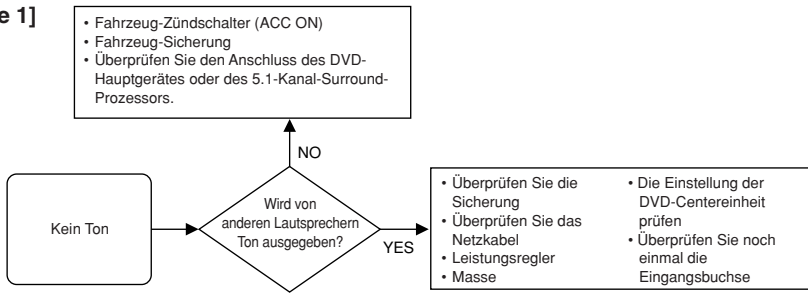 e 1]
• Fahrzeug-Zündschalter (ACC ON)
• Fahrzeug-Sicherung
• Überprüfen Sie den Anschluss des DVD-
Hauptgerätes oder des 5.1-Kanal-Surround-
Prozessors.
NO
Kein Ton
Wird von
anderen Lautsprechern
Ton ausgegeben?
YES
• Überprüfen Sie die
Sicherung
• Überprüfen Sie das
Netzkabel
• Leistungsregler
• Masse
• Die Einstellung der
DVD-Centereinheit
prüfen
• Überprüfen Sie noch
einmal die
Eingangsbuchse